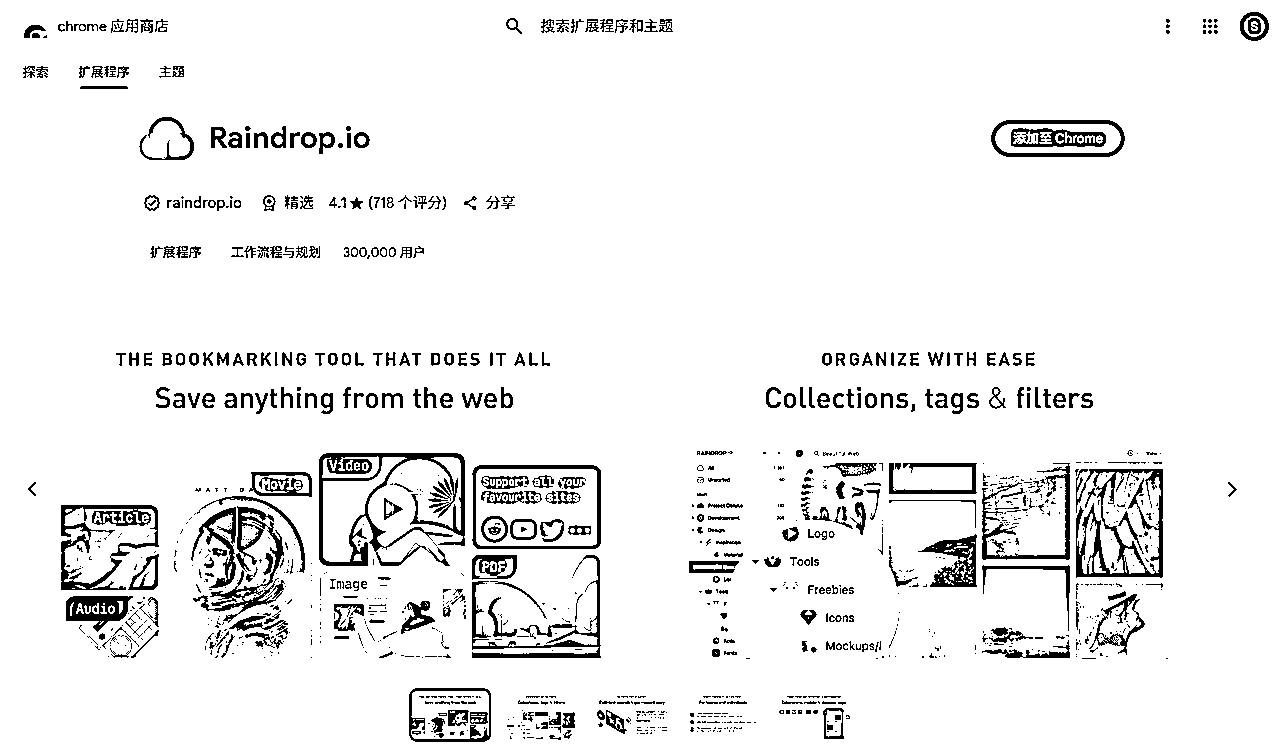 chrome 应用商店
搜索扩展程序和主题
探索 扩展程序 主题
Raindrop.io
添加至 Chrome
raindrop.io 精选 4.1★ (718 个评分) 分享
扩展程序 工作流程与规划 300,000 用户
THE BOOKMARKING TOOL THAT DOES IT ALL
Save anything from the web
Article
Audio
Movie
Video
Image
Support all your
favourite sites
PDF
ORGANIZE WITH EASE
Collections, tags & filters
All
Unsorted
Development
Design
Logo
Tools
Freebies
Icons
Mockups/